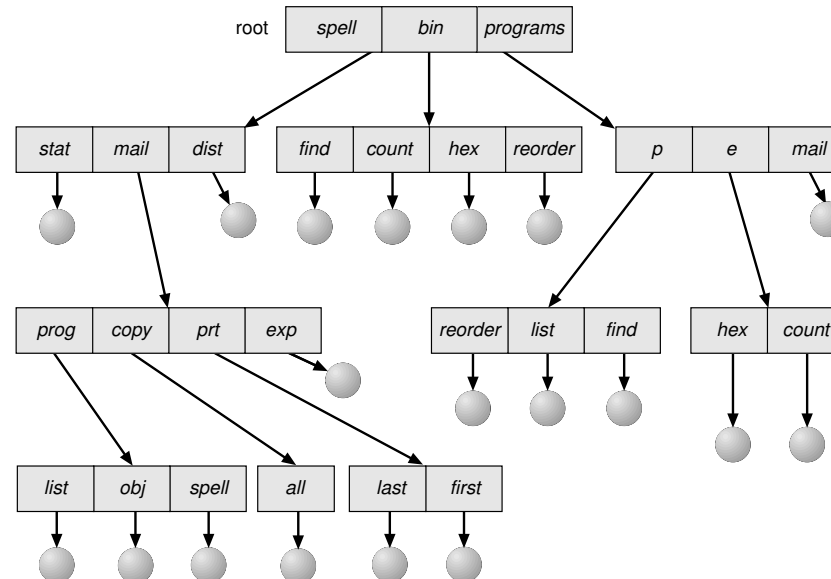 root spell bin programs
stat mail dist find count hex reorder p e mail
prog copy prt exp reorder list find hex count
list obj spell all last first